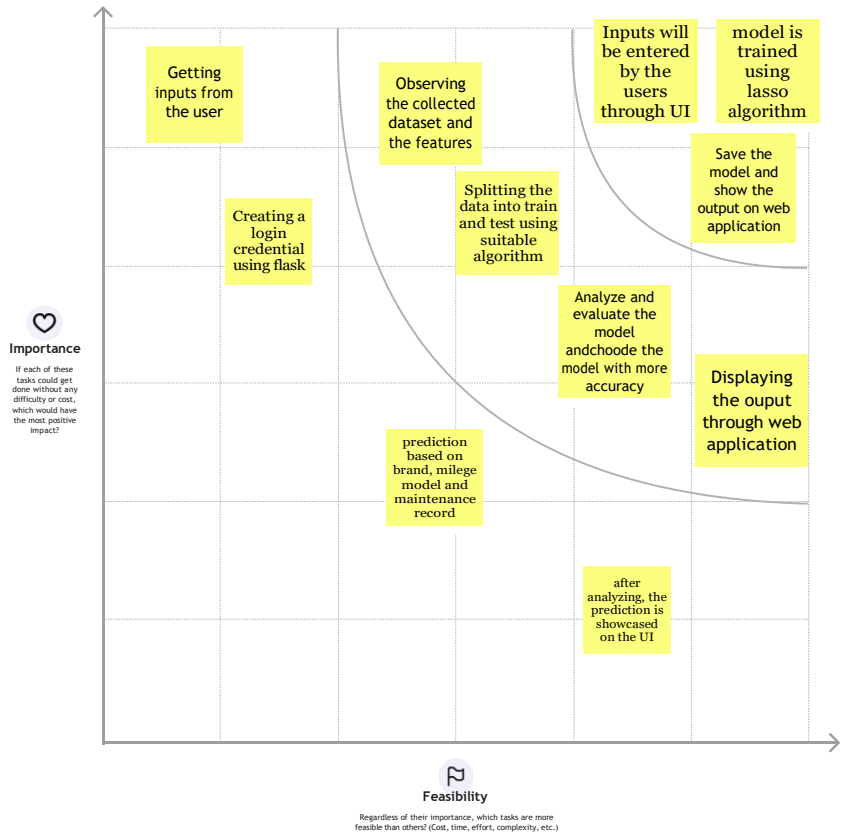 Getting
inputs from
the user
Observing
the collected
dataset and
the features
Inputs will
be entered
by the
users
through UI
model is
trained
using
lasso
algorithm
Save the
model and
show the
output on web
application
Creating a
login
credential
using flask
Splitting the
data into train
and test using
suitable
algorithm
Analyze and
evaluate the
model
andchoode the
model with more
accuracy
Displaying
the ouput
through web
application
prediction
based on
brand, milege
model and
maintenance
record
after
analyzing, the
prediction is
showcased
on the UI
Importance
If each of these
tasks could get
done without any
difficulty or cost,
which would have
the most positive
impact?
Feasibility
Regardless of their importance, which tasks are more
feasible than others? (Cost, time, effort, complexity, etc.)